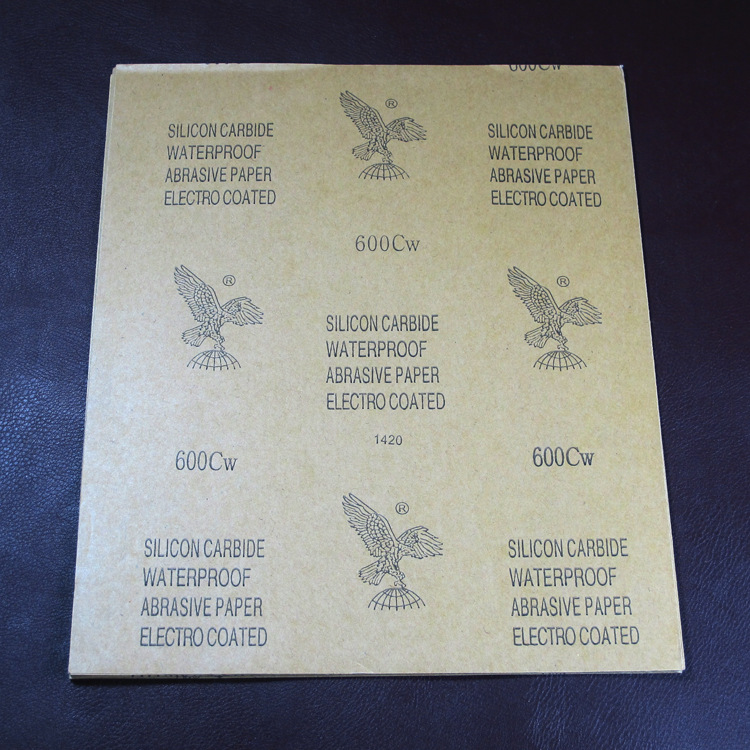 600Cw
®
SILICON CARBIDE
WATERPROOF
ABRASIVE PAPER
ELECTRO COATED
SILICON CARBIDE
WATERPROOF
ABRASIVE PAPER
ELECTRO COATED
600Cw
®
®
SILICON CARBIDE
WATERPROOF
ABRASIVE PAPER
ELECTRO COATED
1420
600Cw
600Cw
®
SILICON CARBIDE
WATERPROOF
ABRASIVE PAPER
ELECTRO COATED
SILICON CARBIDE
WATERPROOF
ABRASIVE PAPER
ELECTRO COATED